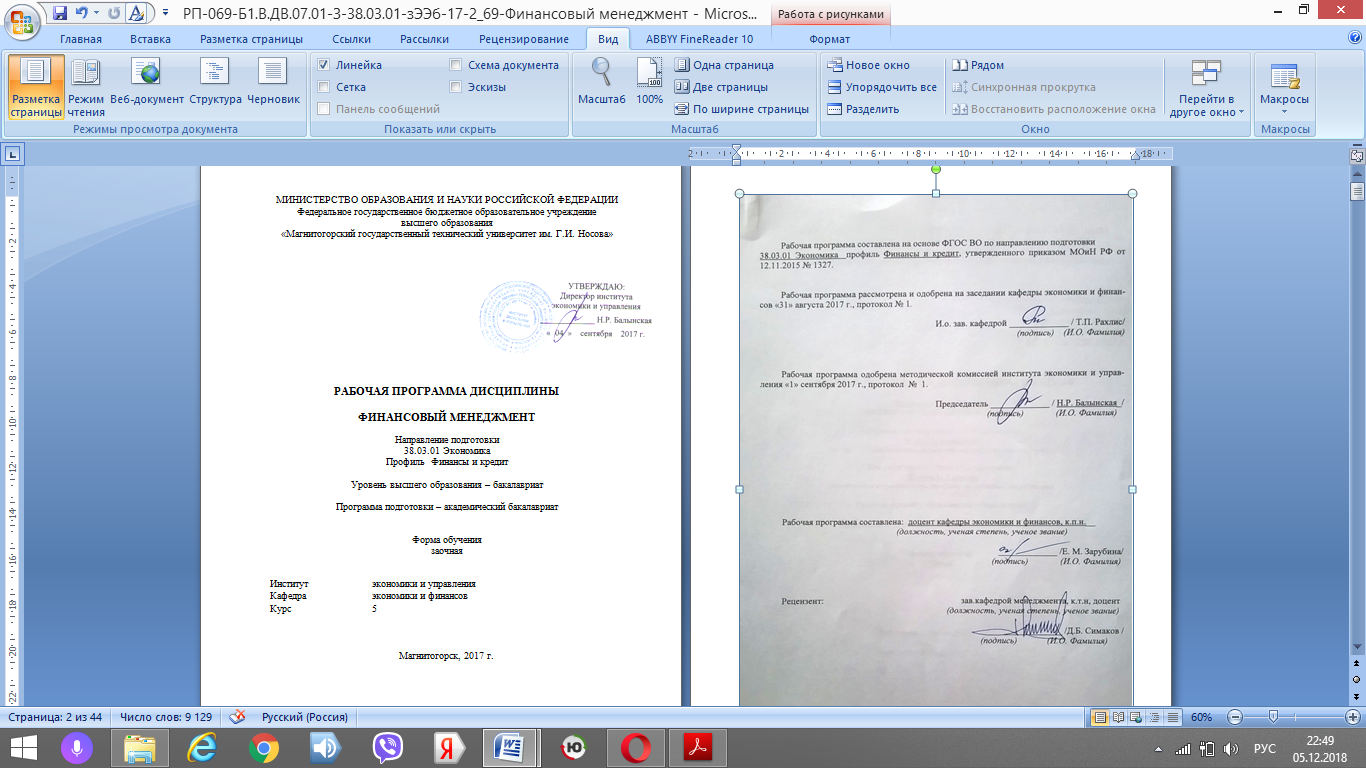 РП-069-Б1.В.ДВ.07.01-З-38.03.01-зЭЭб-17-2_69-Финансовый менеджмент - Micros...
Работа с рисунками
Главная Вставка Разметка страницы Ссылки Рассылки Рецензирование Вид ABBYY FineReader 10 Формат
Разметка страницы
Режим чтения
Веб-документ
Структура
Черновик
Режимы просмотра документа
Линейка
Сетка
Панель сообщений
Схема документа
Эскизы
Показать или скрыть
Масштаб
100%
Одна страница
Две страницы
По ширине страницы
Масштаб
Новое окно
Упорядочить все
Разделить
Рядом
Синхронная прокрутка
Восстановить расположение окна
Перейти в другое окно
Окно
Макросы
Макросы
МИНИСТЕРСТВО ОБРАЗОВАНИЯ И НАУКИ РОССИЙСКОЙ ФЕДЕРАЦИИ
Федеральное государственное бюджетное образовательное учреждение
высшего образования
«Магнитогорский государственный технический университет им. Г.И. Носова»
УТВЕРЖДАЮ:
Директор института
экономики и управления
Н.Р. Балынская
« 04 » сентября 2017 г.
РАБОЧАЯ ПРОГРАММА ДИСЦИПЛИНЫ
ФИНАНСОВЫЙ МЕНЕДЖМЕНТ
Направление подготовки
38.03.01 Экономика
Профиль Финансы и кредит
Уровень высшего образования – бакалавриат
Программа подготовки – академический бакалавриат
Форма обучения
заочная
Институт экономики и управления
Кафедра экономики и финансов
Курс 5
Магнитогорск, 2017 г.
Рабочая программа составлена на основе ФГОС ВО по направлению подготовки
38.03.01 Экономика профиль Финансы и кредит, утвержденного приказом МОиН РФ от
12.11.2015 № 1327.
Рабочая программа рассмотрена и одобрена на заседании кафедры экономики и финан-
сов «31» августа 2017 г., протокол № 1.
И.о. зав. кафедрой / Т.П. Рахлис/
(подпись) (И.О. Фамилия)
Рабочая программа одобрена методической комиссией института экономики и управ-
ления «1» сентября 2017 г., протокол № 1.
Председатель / Н.Р. Балынская /
(подпись) (И.О. Фамилия)
Рабочая программа составлена: доцент кафедры экономики и финансов, к.п.н.
(должность, ученая степень, ученое звание)
/Е. М. Зарубина/
(подпись) (И.О. Фамилия)
Рецензент: зав.кафедрой менеджмента, к.т.н, доцент
(должность, ученая степень, ученое звание)
/Д.Б. Симаков /
(подпись) (И.О. Фамилия)
Страница: 2 из 44 Число слов: 9 129 Русский (Россия) 60%
РУС
22:49
05.12.2018